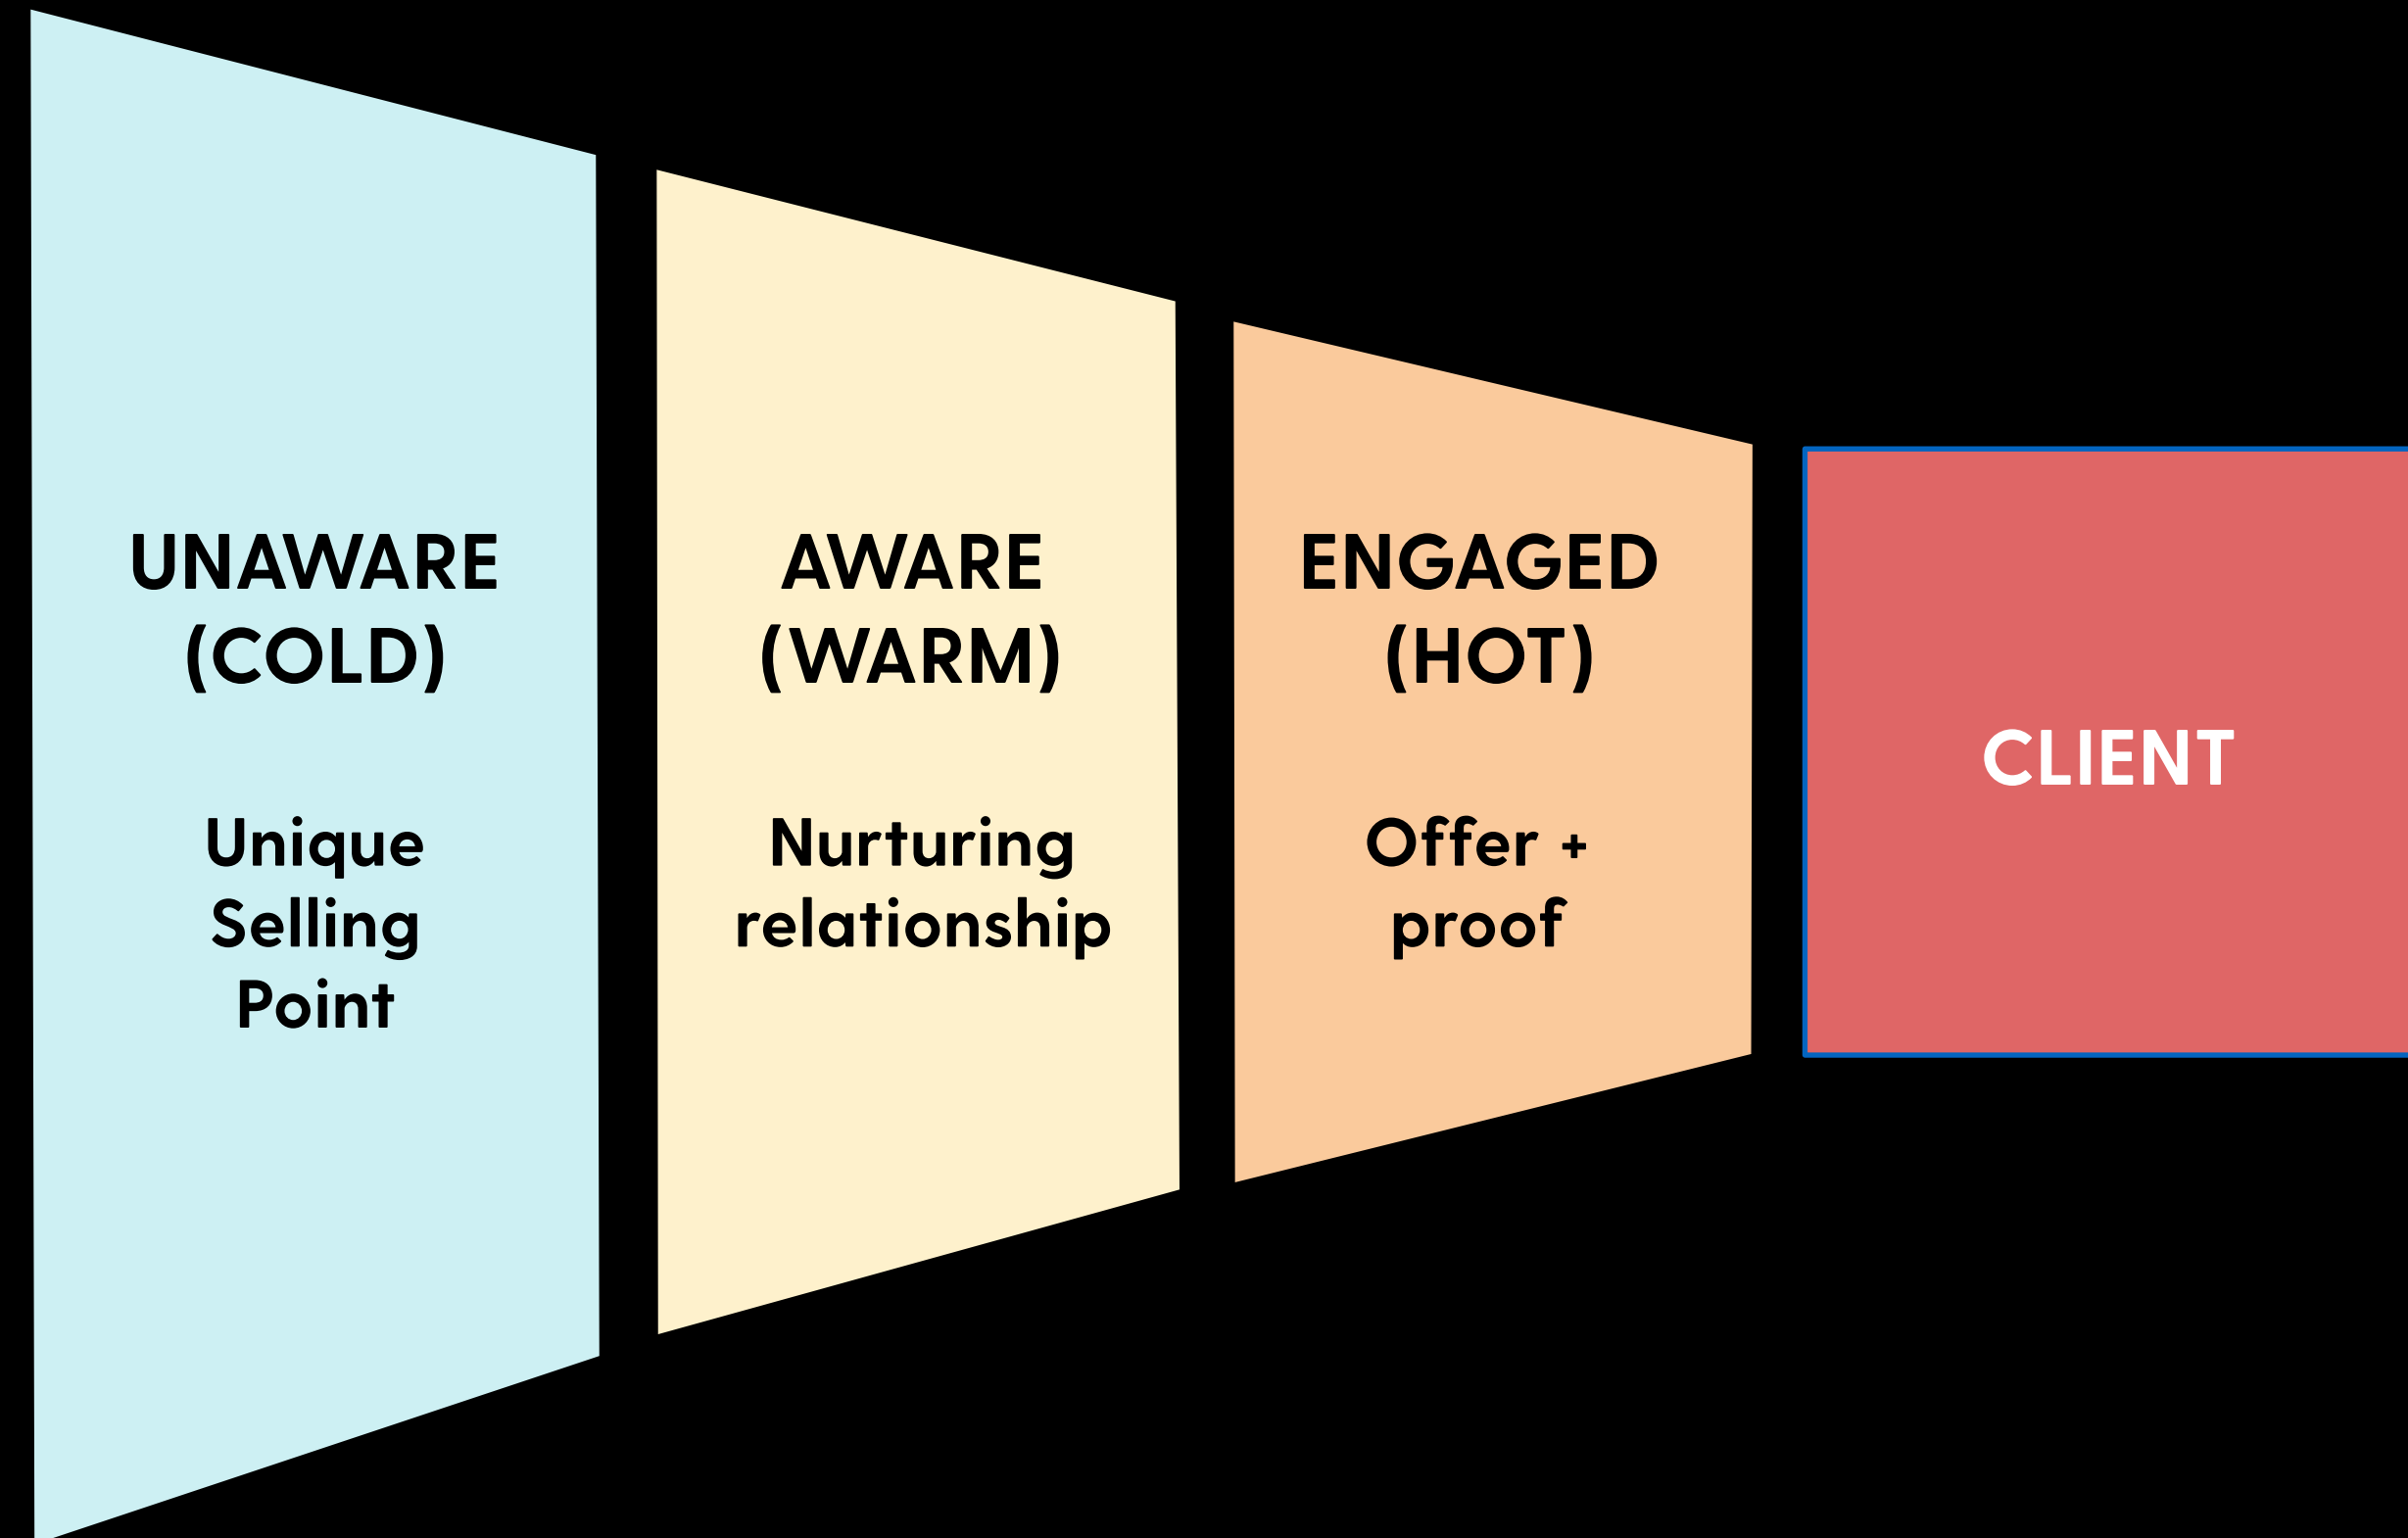 UNAWARE
(COLD)
Unique
Selling
Point
AWARE
(WARM)
Nurturing
relationship
ENGAGED
(HOT)
Offer +
proof
CLIENT